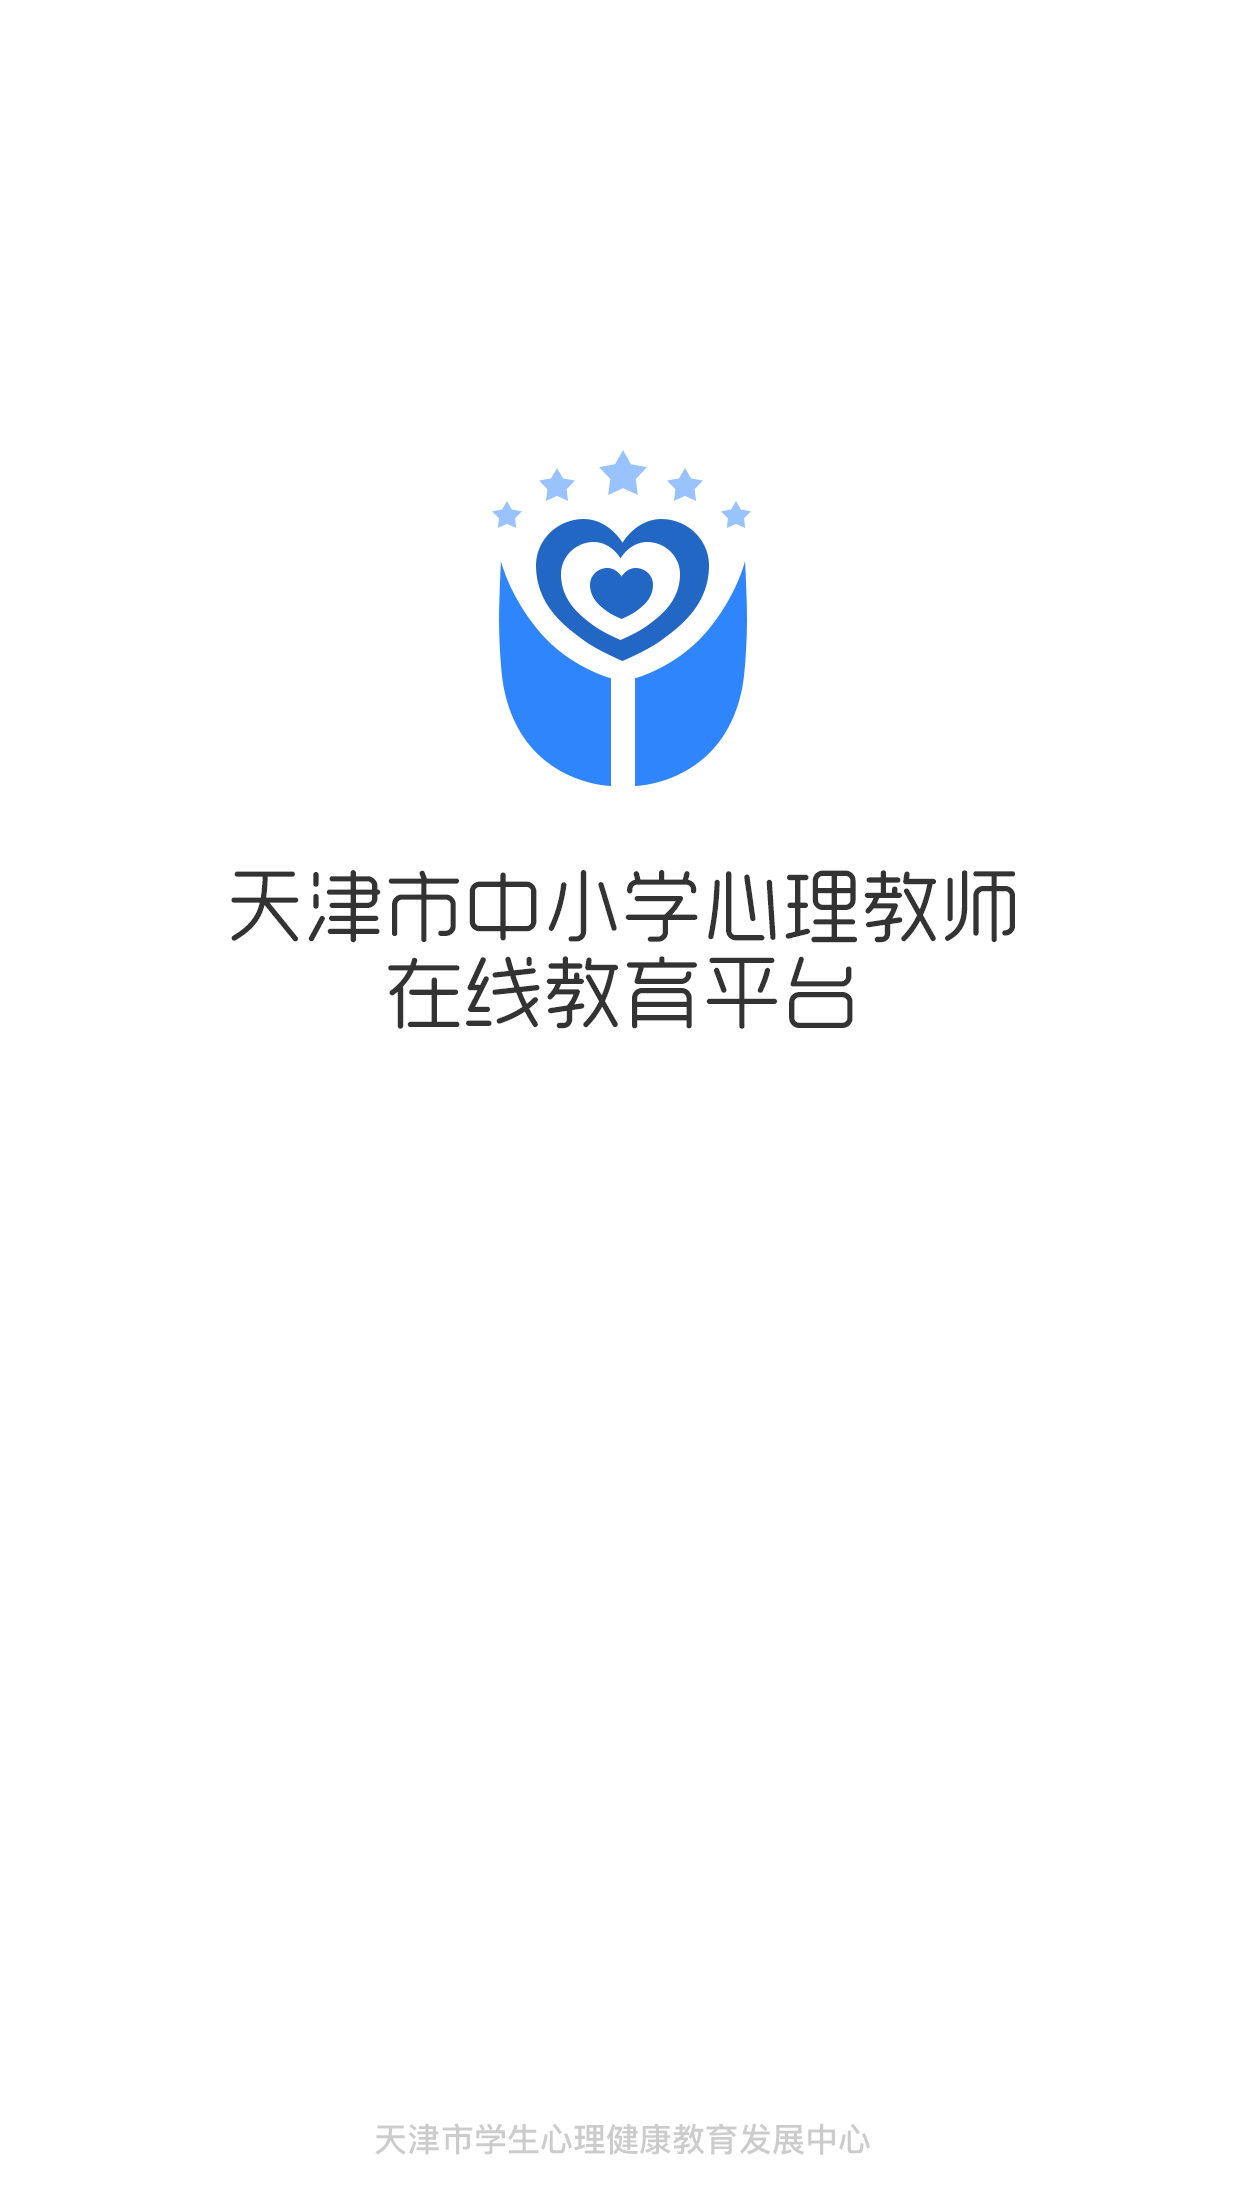 天津市中小学心理教师
在线教育平台
天津市学生心理健康教育发展中心